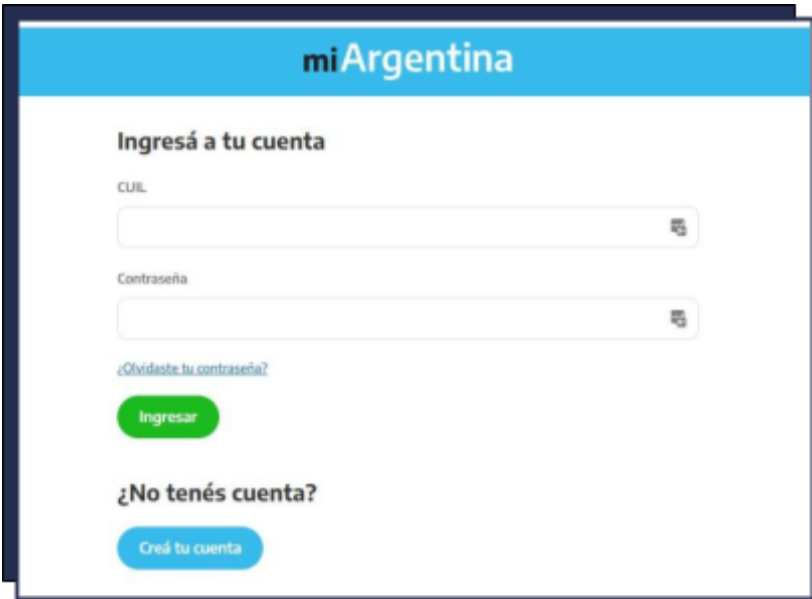 miArgentina
Ingresá a tu cuenta
CUIL
Contraseña
¿Olvidaste tu contraseña?
Ingresar
¿No tenés cuenta?
Creá tu cuenta